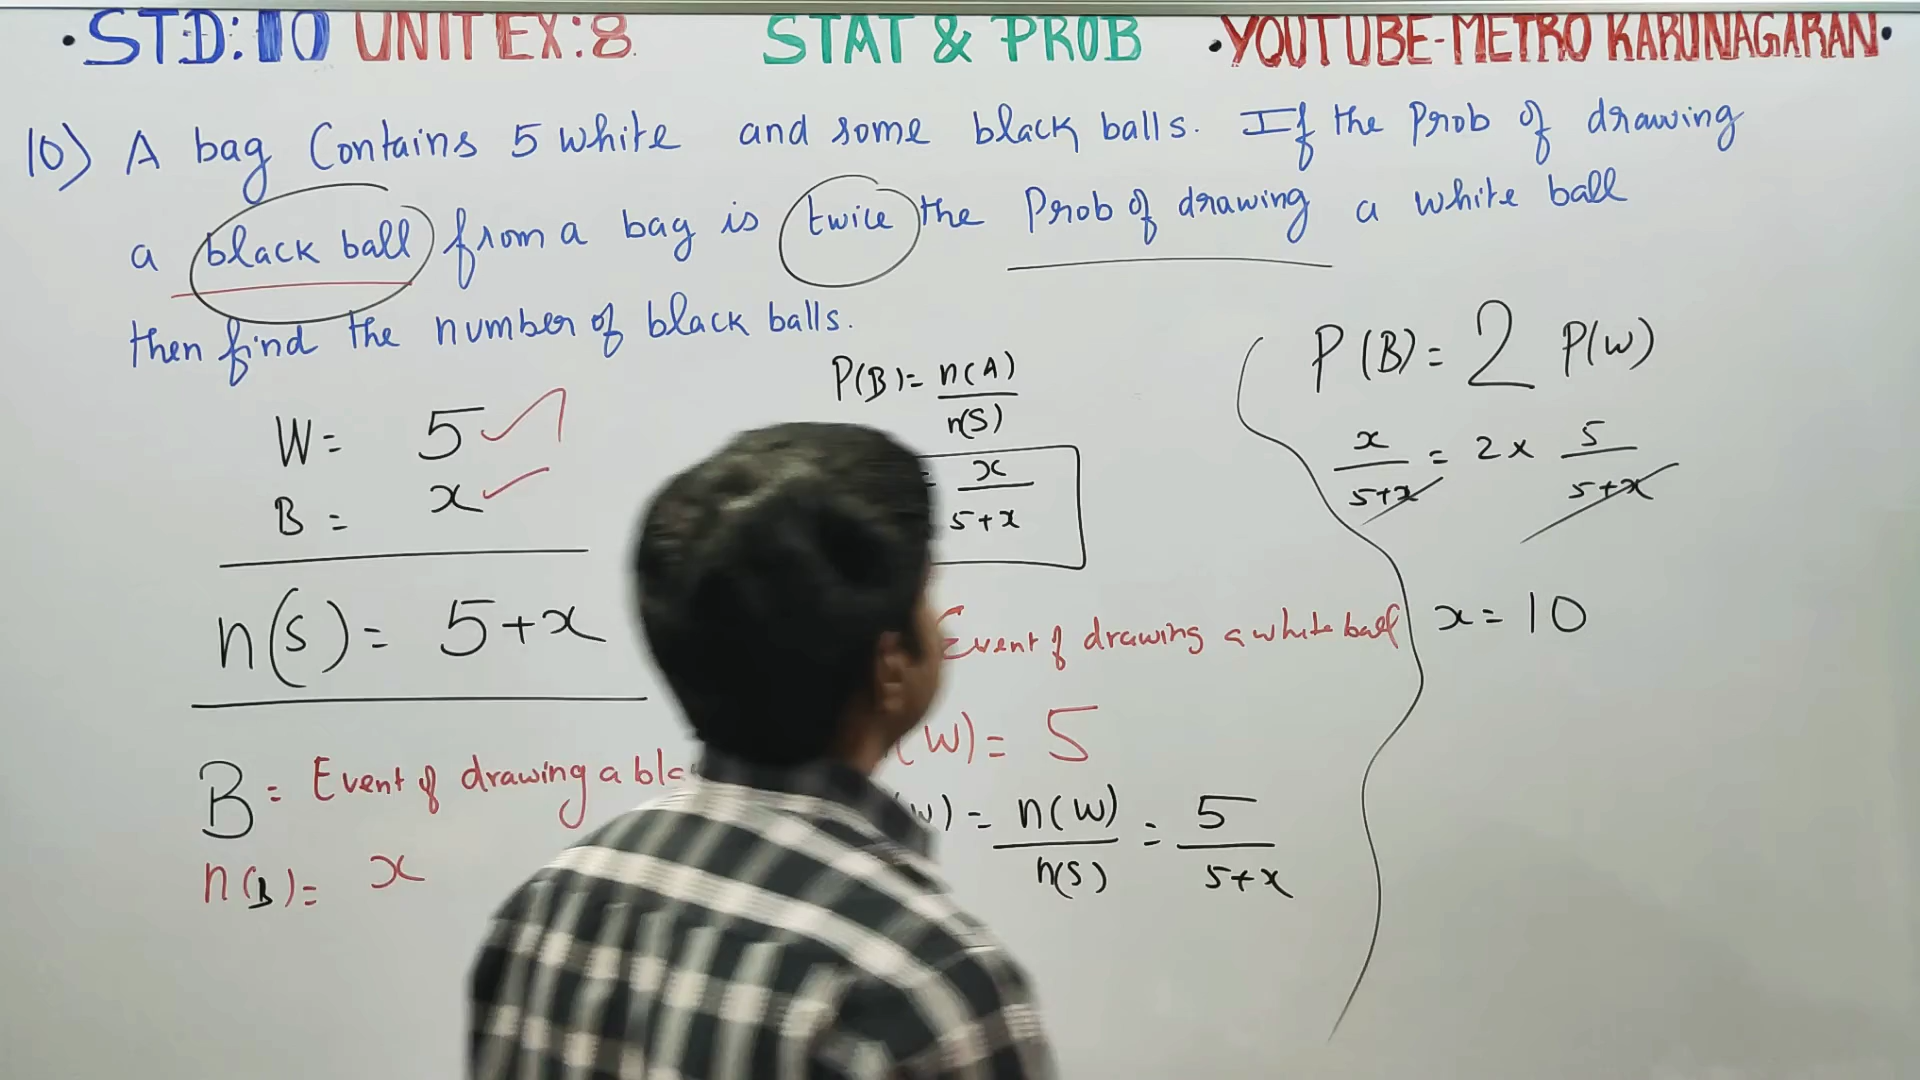 • STD: 10 UNIT EX: 8 STAT & PROB • YOUTUBE-METRO KARUNAGARAN •
10) A bag Contains 5 white and some black balls. If the Prob of drawing
a black ball from a bag is twice the Prob of drawing a white ball
then find the number of black balls.
W = 5 ✓
B = x ✓
n(S) = 5+x
B = Event of drawing a
n(B) = x
P(B) = n(A)
n(S)
= x
5+x
Event of drawing a white ball
(W) = 5
W) = n(W) = 5
n(S) 5+x
P(B) = 2 P(W)
x = 2 × 5
5+x 5+x
x = 10